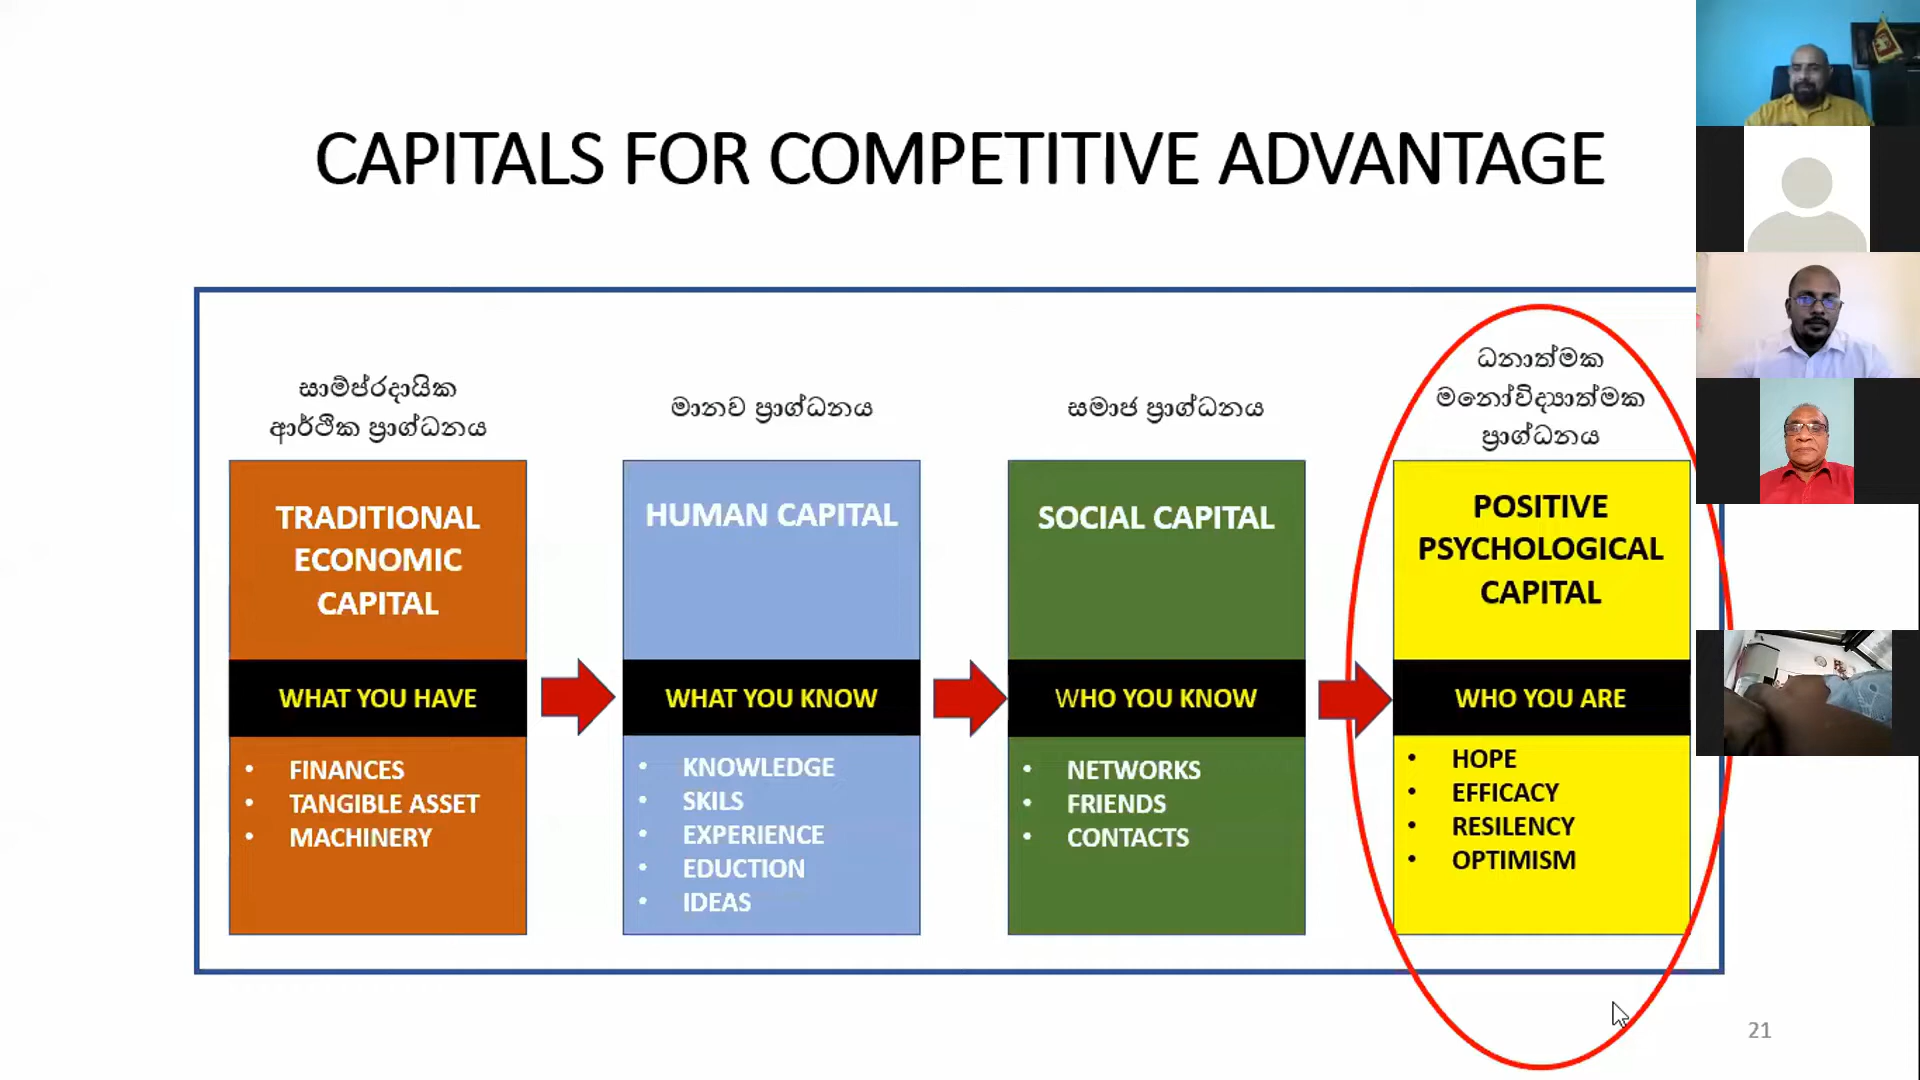 CAPITALS FOR COMPETITIVE ADVANTAGE
සාම්ප්‍රදායික
ආර්ථික ප්‍රාග්ධනය
TRADITIONAL
ECONOMIC
CAPITAL
WHAT YOU HAVE
• FINANCES
• TANGIBLE ASSET
• MACHINERY
මානව ප්‍රාග්ධනය
HUMAN CAPITAL
WHAT YOU KNOW
• KNOWLEDGE
• SKILS
• EXPERIENCE
• EDUCTION
• IDEAS
සමාජ ප්‍රාග්ධනය
SOCIAL CAPITAL
WHO YOU KNOW
• NETWORKS
• FRIENDS
• CONTACTS
ධනාත්මක
මනෝවිද්‍යාත්මක
ප්‍රාග්ධනය
POSITIVE
PSYCHOLOGICAL
CAPITAL
WHO YOU ARE
• HOPE
• EFFICACY
• RESILENCY
• OPTIMISM
21